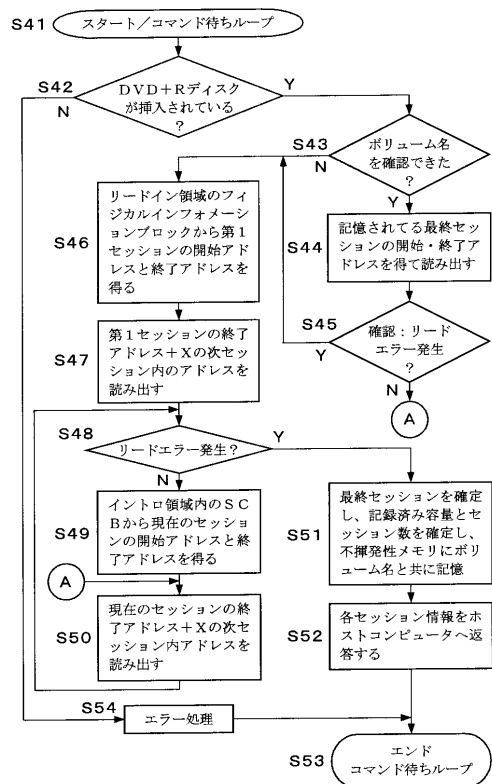 S41
スタート/コマンド待ちループ
S42
DVD+Rディスク
が挿入されている
?
Y
N
S43
ボリューム名
を確認できた
?
N
Y
S44
記憶されてる最終セッ
ションの開始・終了ア
ドレスを得て読み出す
S45
確認:リード
エラー発生
?
Y
N
A
S46
リードイン領域のフィ
ジカルインフォメーシ
ョンブロックから第1
セッションの開始アド
レスと終了アドレスを
得る
S47
第1セッションの終了
アドレス+Xの次セッ
ション内のアドレスを
読み出す
S48
リードエラー発生?
Y
N
S49
イントロ領域内のSC
Bから現在のセッショ
ンの開始アドレスと終
了アドレスを得る
A
S50
現在のセッションの終
了アドレス+Xの次セ
ッション内アドレスを
読み出す
S51
最終セッションを確定
し、記録済み容量とセ
ッション数を確定し、
不揮発性メモリにボリ
ューム名と共に記憶
S52
各セッション情報をホ
ストコンピュータへ返
答する
S54
エラー処理
S53
エンド
コマンド待ちループ